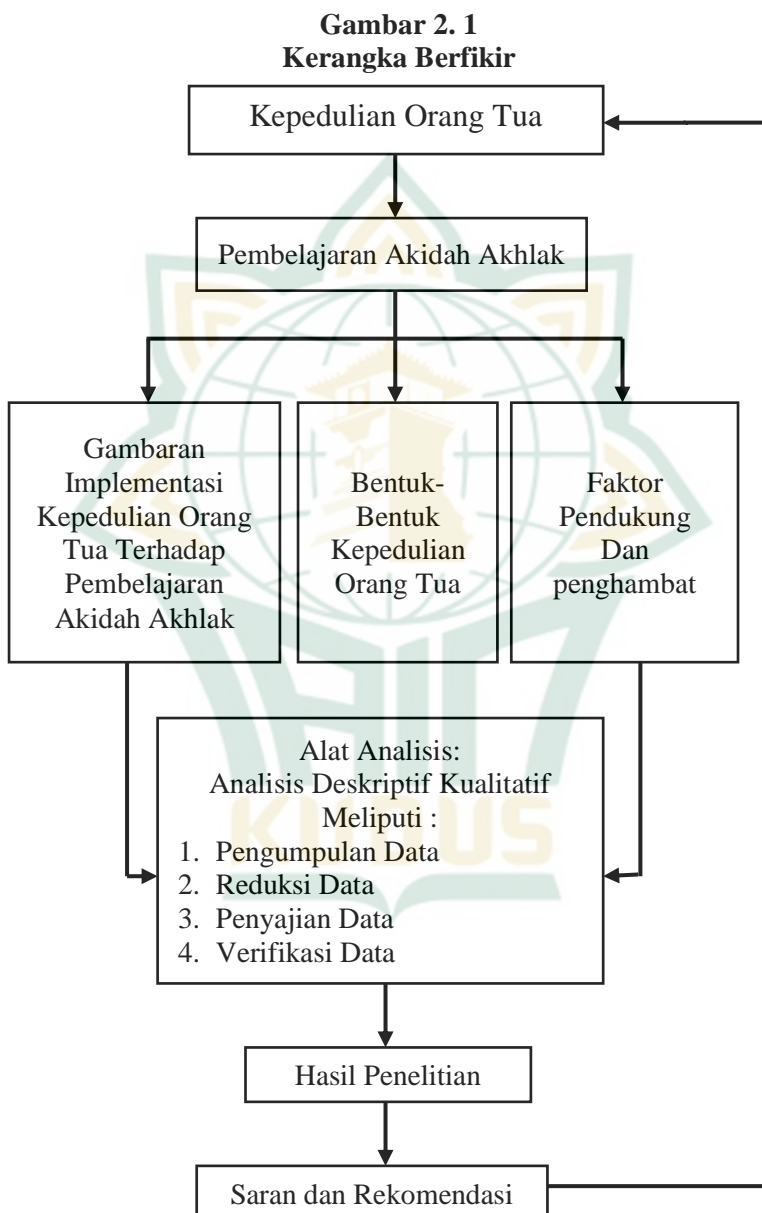 Gambar 2. 1
Kerangka Berfikir
Kepedulian Orang Tua
Pembelajaran Akidah Akhlak
Gambaran
Implementasi
Kepedulian Orang
Tua Terhadap
Pembelajaran
Akidah Akhlak
Bentuk-
Bentuk
Kepedulian
Orang Tua
Faktor
Pendukung
Dan
penghambat
Alat Analisis:
Analisis Deskriptif Kualitatif
Meliputi :
1. Pengumpulan Data
2. Reduksi Data
3. Penyajian Data
4. Verifikasi Data
KUDUS
Hasil Penelitian
Saran dan Rekomendasi